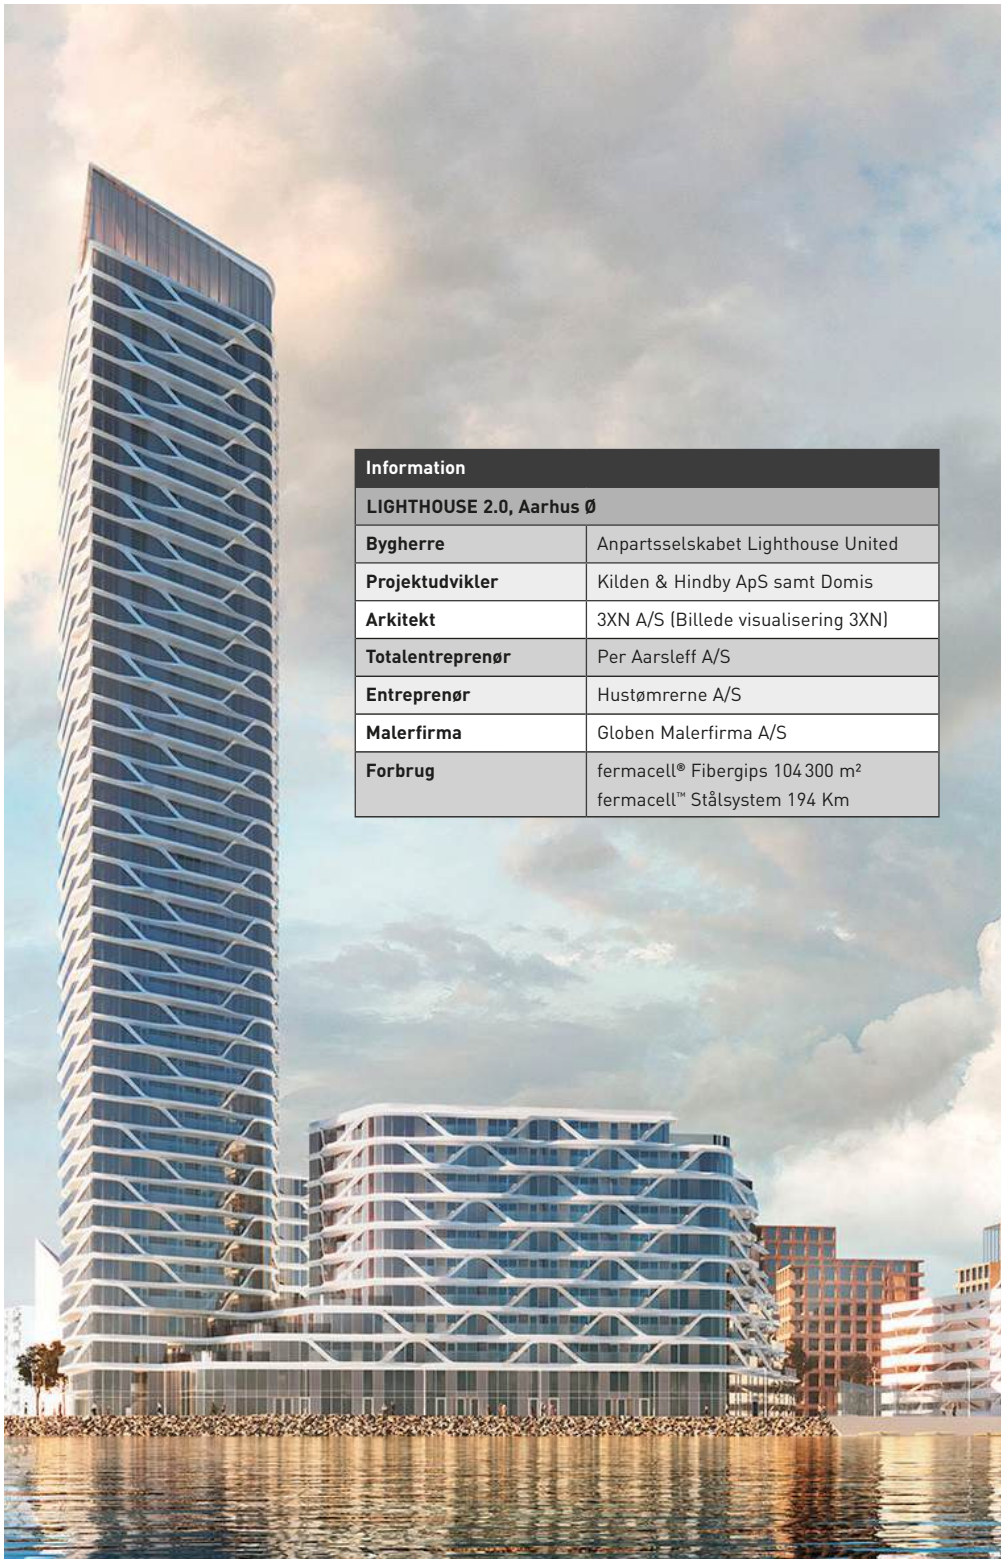 Information
LIGHTHOUSE 2.0, Aarhus Ø
Bygherre Anpartsselskabet Lighthouse United
Projektudvikler Kilden & Hindby ApS samt Domis
Arkitekt 3XN A/S (Billede visualisering 3XN)
Totalentreprenør Per Aarsleff A/S
Entreprenør Hustømrerne A/S
Malerfirma Globen Malerfirma A/S
Forbrug fermacell® Fibergips 104 300 m²
fermacell™ Stålsystem 194 Km